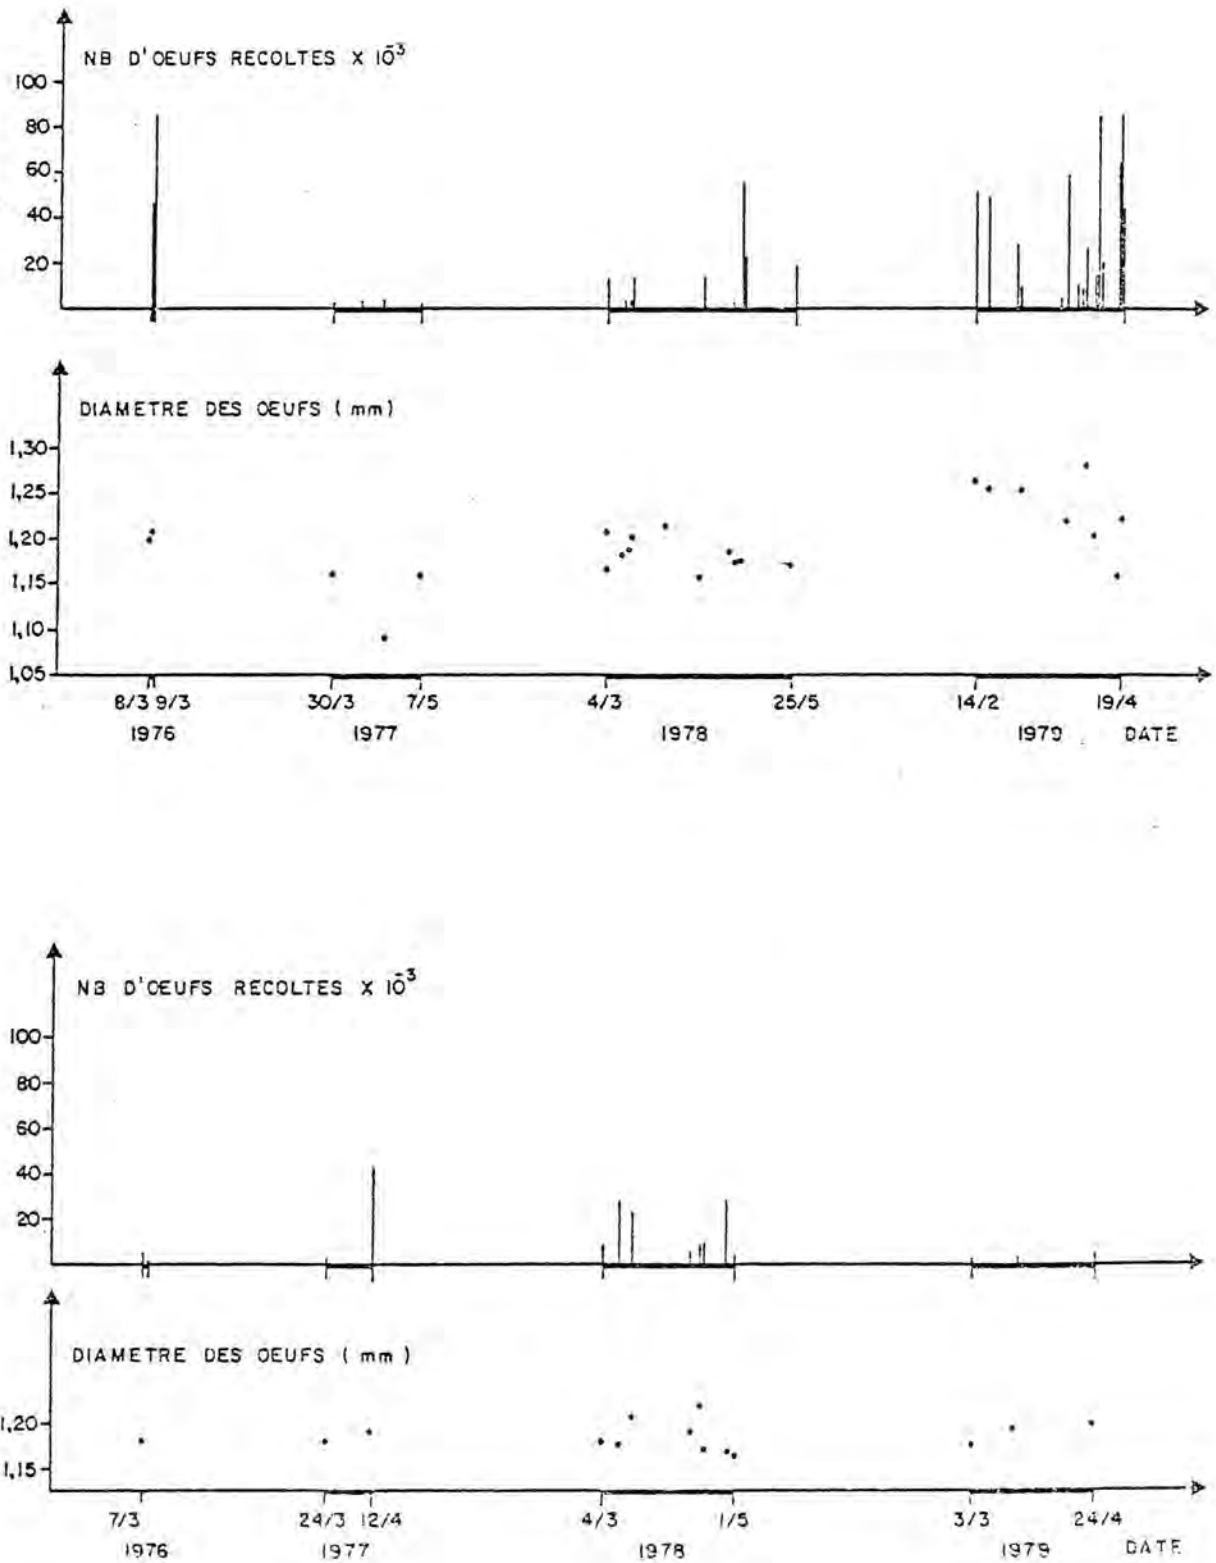 NB D'OEUFS RECOLTES X 10⁻³
100
80
60
40
20
DIAMETRE DES OEUFS ( mm )
1,30
1,25
1,20
1,15
1,10
1,05
8/3 9/3 30/3 7/5 4/3 25/5 14/2 19/4
1976 1977 1978 1979 DATE
NB D'OEUFS RECOLTES X 10⁻³
100
80
60
40
20
DIAMETRE DES OEUFS ( mm )
1,20
1,15
7/3 24/3 12/4 4/3 1/5 3/3 24/4
1976 1977 1978 1979 DATE